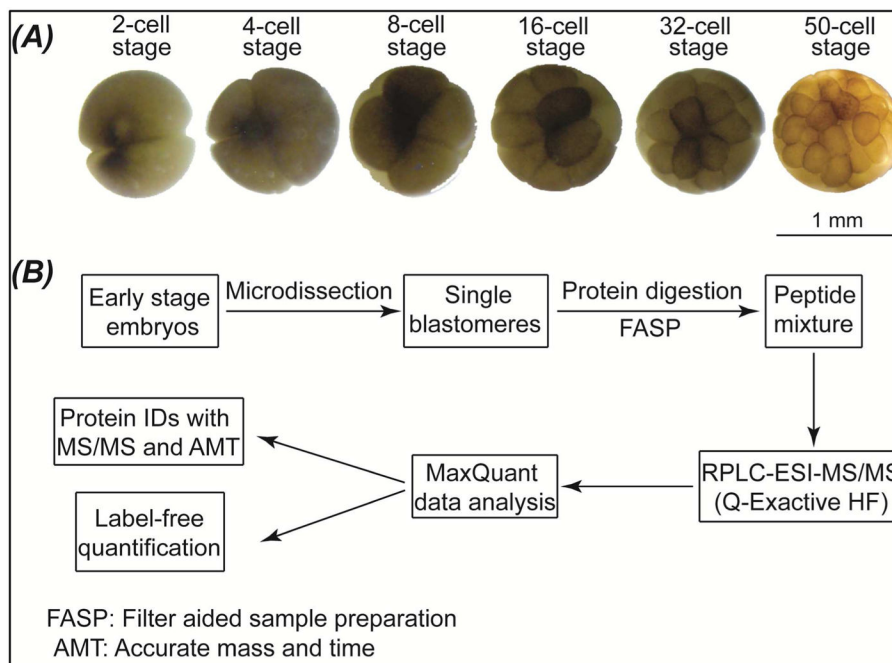 (A)
2-cell
stage
4-cell
stage
8-cell
stage
16-cell
stage
32-cell
stage
50-cell
stage
1 mm
(B)
Early stage
embryos
Microdissection
Single
blastomeres
Protein digestion
FASP
Peptide
mixture
RPLC-ESI-MS/MS
(Q-Exactive HF)
MaxQuant
data analysis
Protein IDs with
MS/MS and AMT
Label-free
quantification
FASP: Filter aided sample preparation
AMT: Accurate mass and time